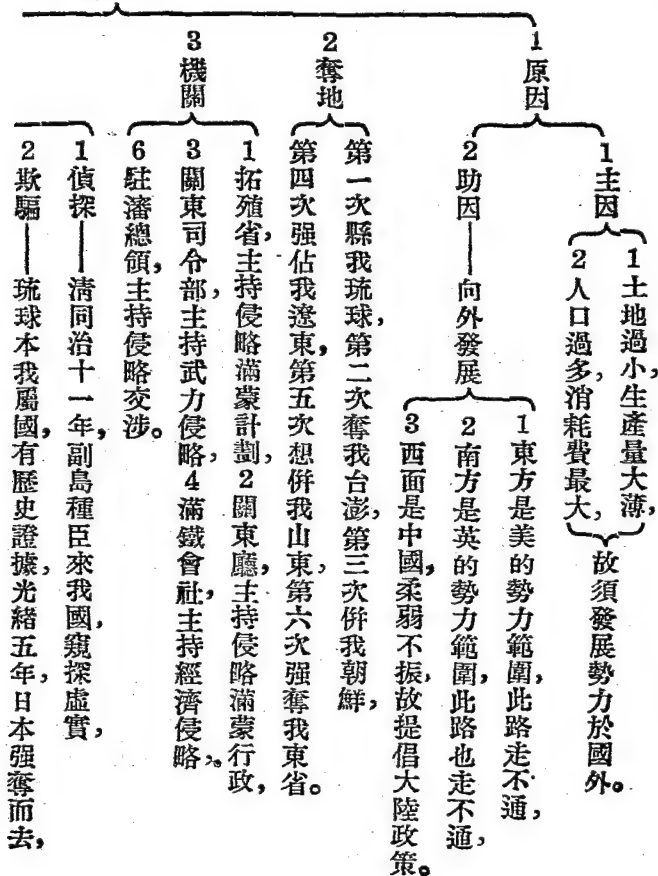 1原因
1主因
1土地過小,生產量大薄,
2人口過多,消耗費最大,
故須發展勢力於國外。
2助因——向外發展
1東方是美的勢力範圍,此路走不通,
2南方是英的勢力範圍,此路也走不通,
3西面是中國,柔弱不振,故提倡大陸政策。
2奪地
第一次縣我琉球,第二次奪我台澎,第三次併我朝鮮,
第四次强佔我遼東,第五次想併我山東,第六次强奪我東省。
3機關
1拓殖省,主持侵略滿蒙計劃,2關東廳,主持侵略滿蒙行政,
3關東司令部,主持武力侵略,4滿鐵會社,主持經濟侵略,。
6駐瀋總領,主持侵略交涉。
1偵探——淸同治十一年,副島種臣來我國,窺探虛實,
2欺騙——琉球本我屬國,有歷史證據,光緒五年,日本强奪而去,